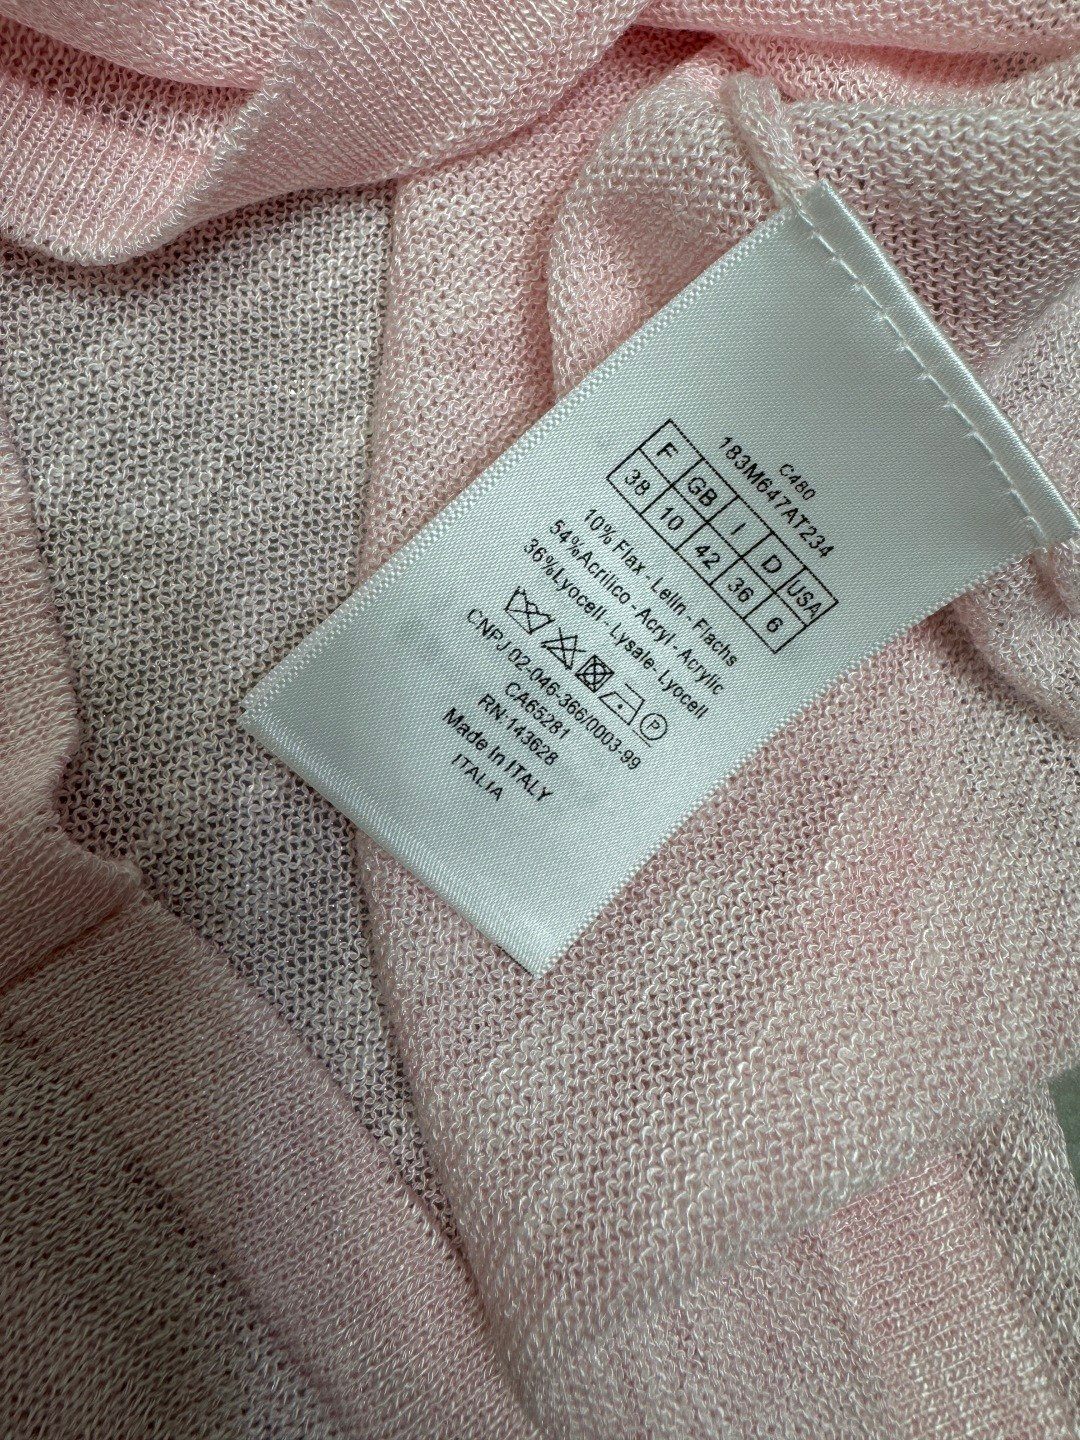 C480
183M647AT234
F GB I D USA
38 10 42 36 6
10% Flax - Leiin - Flachs
54%Acrilico - Acryl - Acrylic
36%Lyocell - Lysale- Lyocell
P
CNPJ 02-046-366/0003-99
CA65281
RN 143628
Made In ITALY
ITALIA